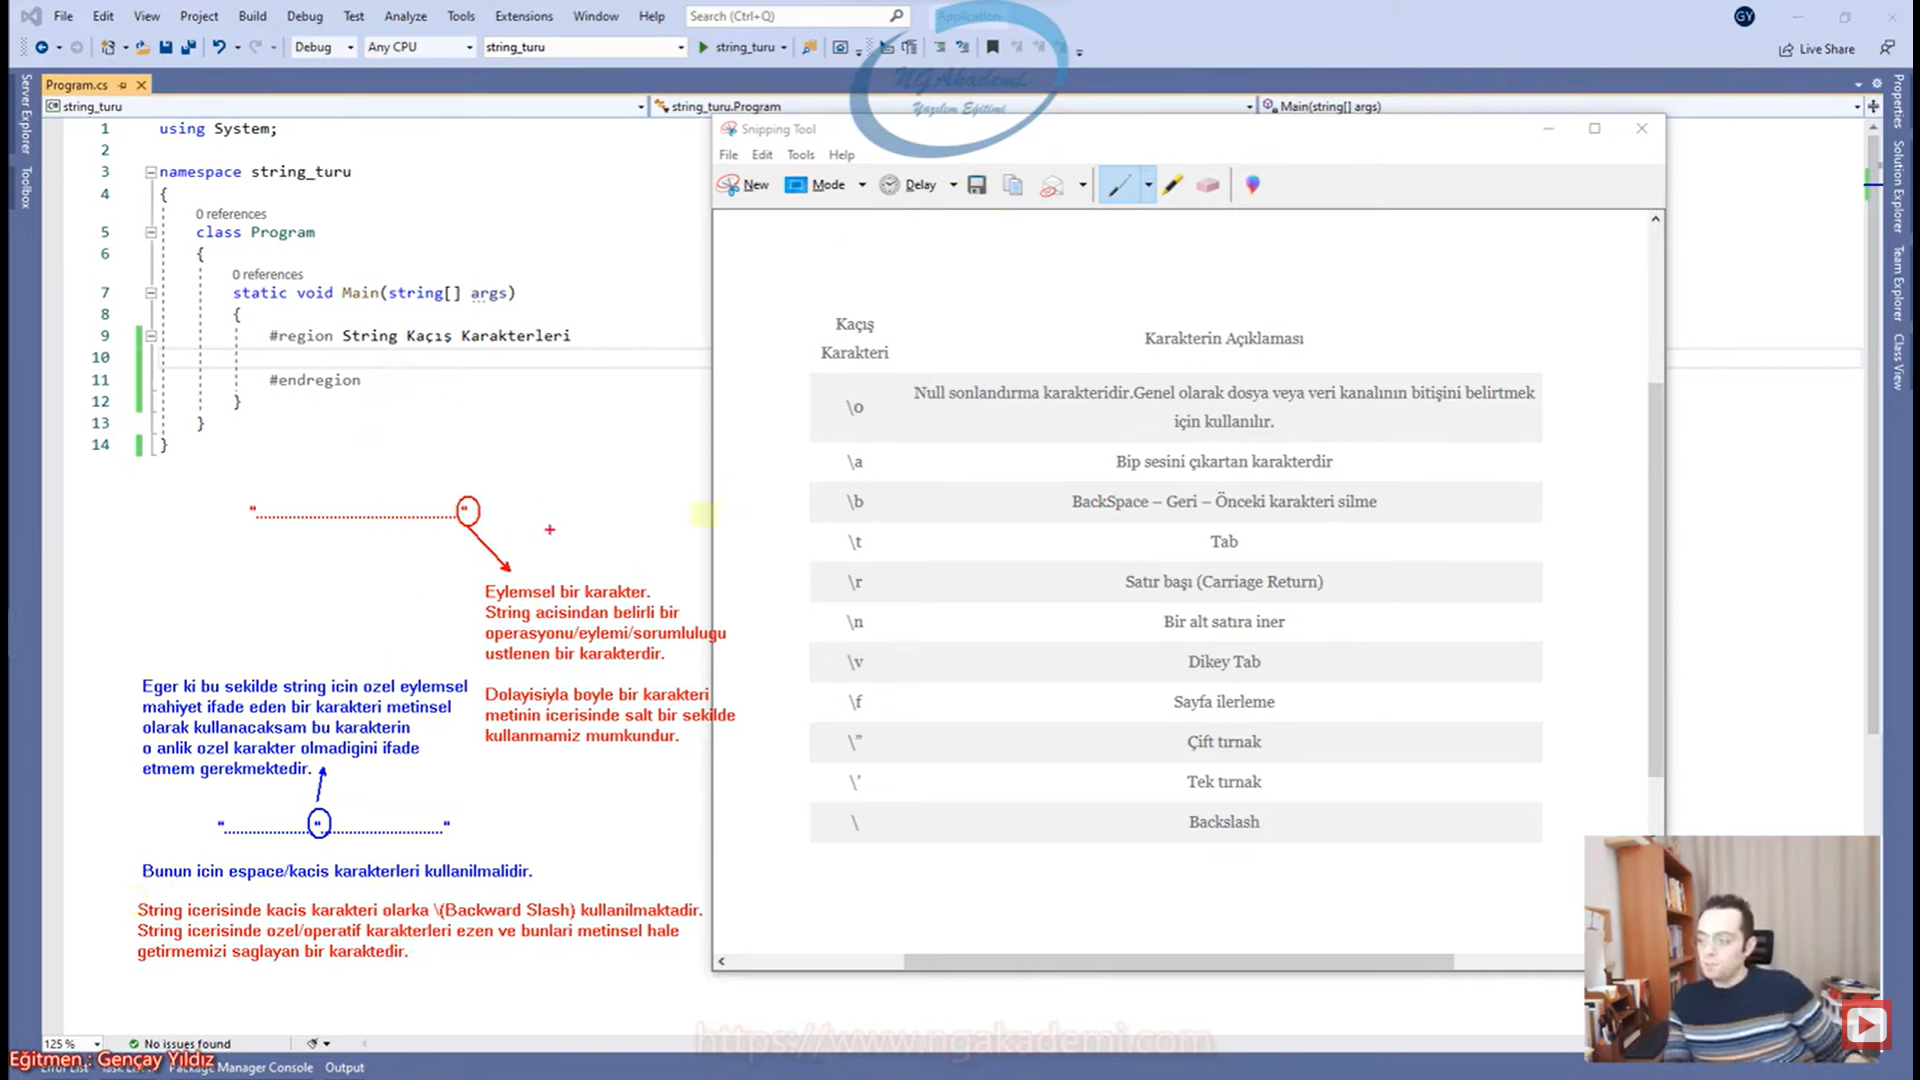 File Edit View Project Build Debug Test Analyze Tools Extensions Window Help Search (Ctrl+Q) Application GY
Debug Any CPU string_turu string_turu Live Share
Program.cs
string_turu string_turu.Program Main(string[] args)
NGAkademi
Yazılım Eğitimi
Server Explorer
Toolbox
Properties
Solution Explorer
Team Explorer
Class View
1 using System;
2
3 namespace string_turu
4 {
0 references
5 class Program
6 {
0 references
7 static void Main(string[] args)
8 {
9 #region String Kaçış Karakterleri
10
11 #endregion
12 }
13 }
14 }
"......................................."
Eylemsel bir karakter.
String acisindan belirli bir
operasyonu/eylemi/sorumlulugu
ustlenen bir karakterdir.
Dolayisiyla boyle bir karakteri
metinin icerisinde salt bir sekilde
kullanmamiz mumkundur.
Eger ki bu sekilde string icin ozel eylemsel
mahiyet ifade eden bir karakteri metinsel
olarak kullanacaksam bu karakterin
o anlik ozel karakter olmadigini ifade
etmem gerekmektedir.
"................."........................"
Bunun icin espace/kacis karakterleri kullanilmalidir.
String icerisinde kacis karakteri olarka \(Backward Slash) kullanilmaktadir.
String icerisinde ozel/operatif karakterleri ezen ve bunlari metinsel hale
getirmemizi saglayan bir karaktedir.
Snipping Tool
File Edit Tools Help
New Mode Delay
Kaçış
Karakteri
Karakterin Açıklaması
\0 Null sonlandırma karakteridir.Genel olarak dosya veya veri kanalının bitişini belirtmek
için kullanılır.
\a Bip sesini çıkartan karakterdir
\b BackSpace – Geri – Önceki karakteri silme
\t Tab
\r Satır başı (Carriage Return)
\n Bir alt satıra iner
\v Dikey Tab
\f Sayfa ilerleme
\” Çift tırnak
\’ Tek tırnak
\ Backslash
https://www.ngakademi.com
125 % No issues found
Eğitmen : Gençay Yıldız
Package Manager Console Output